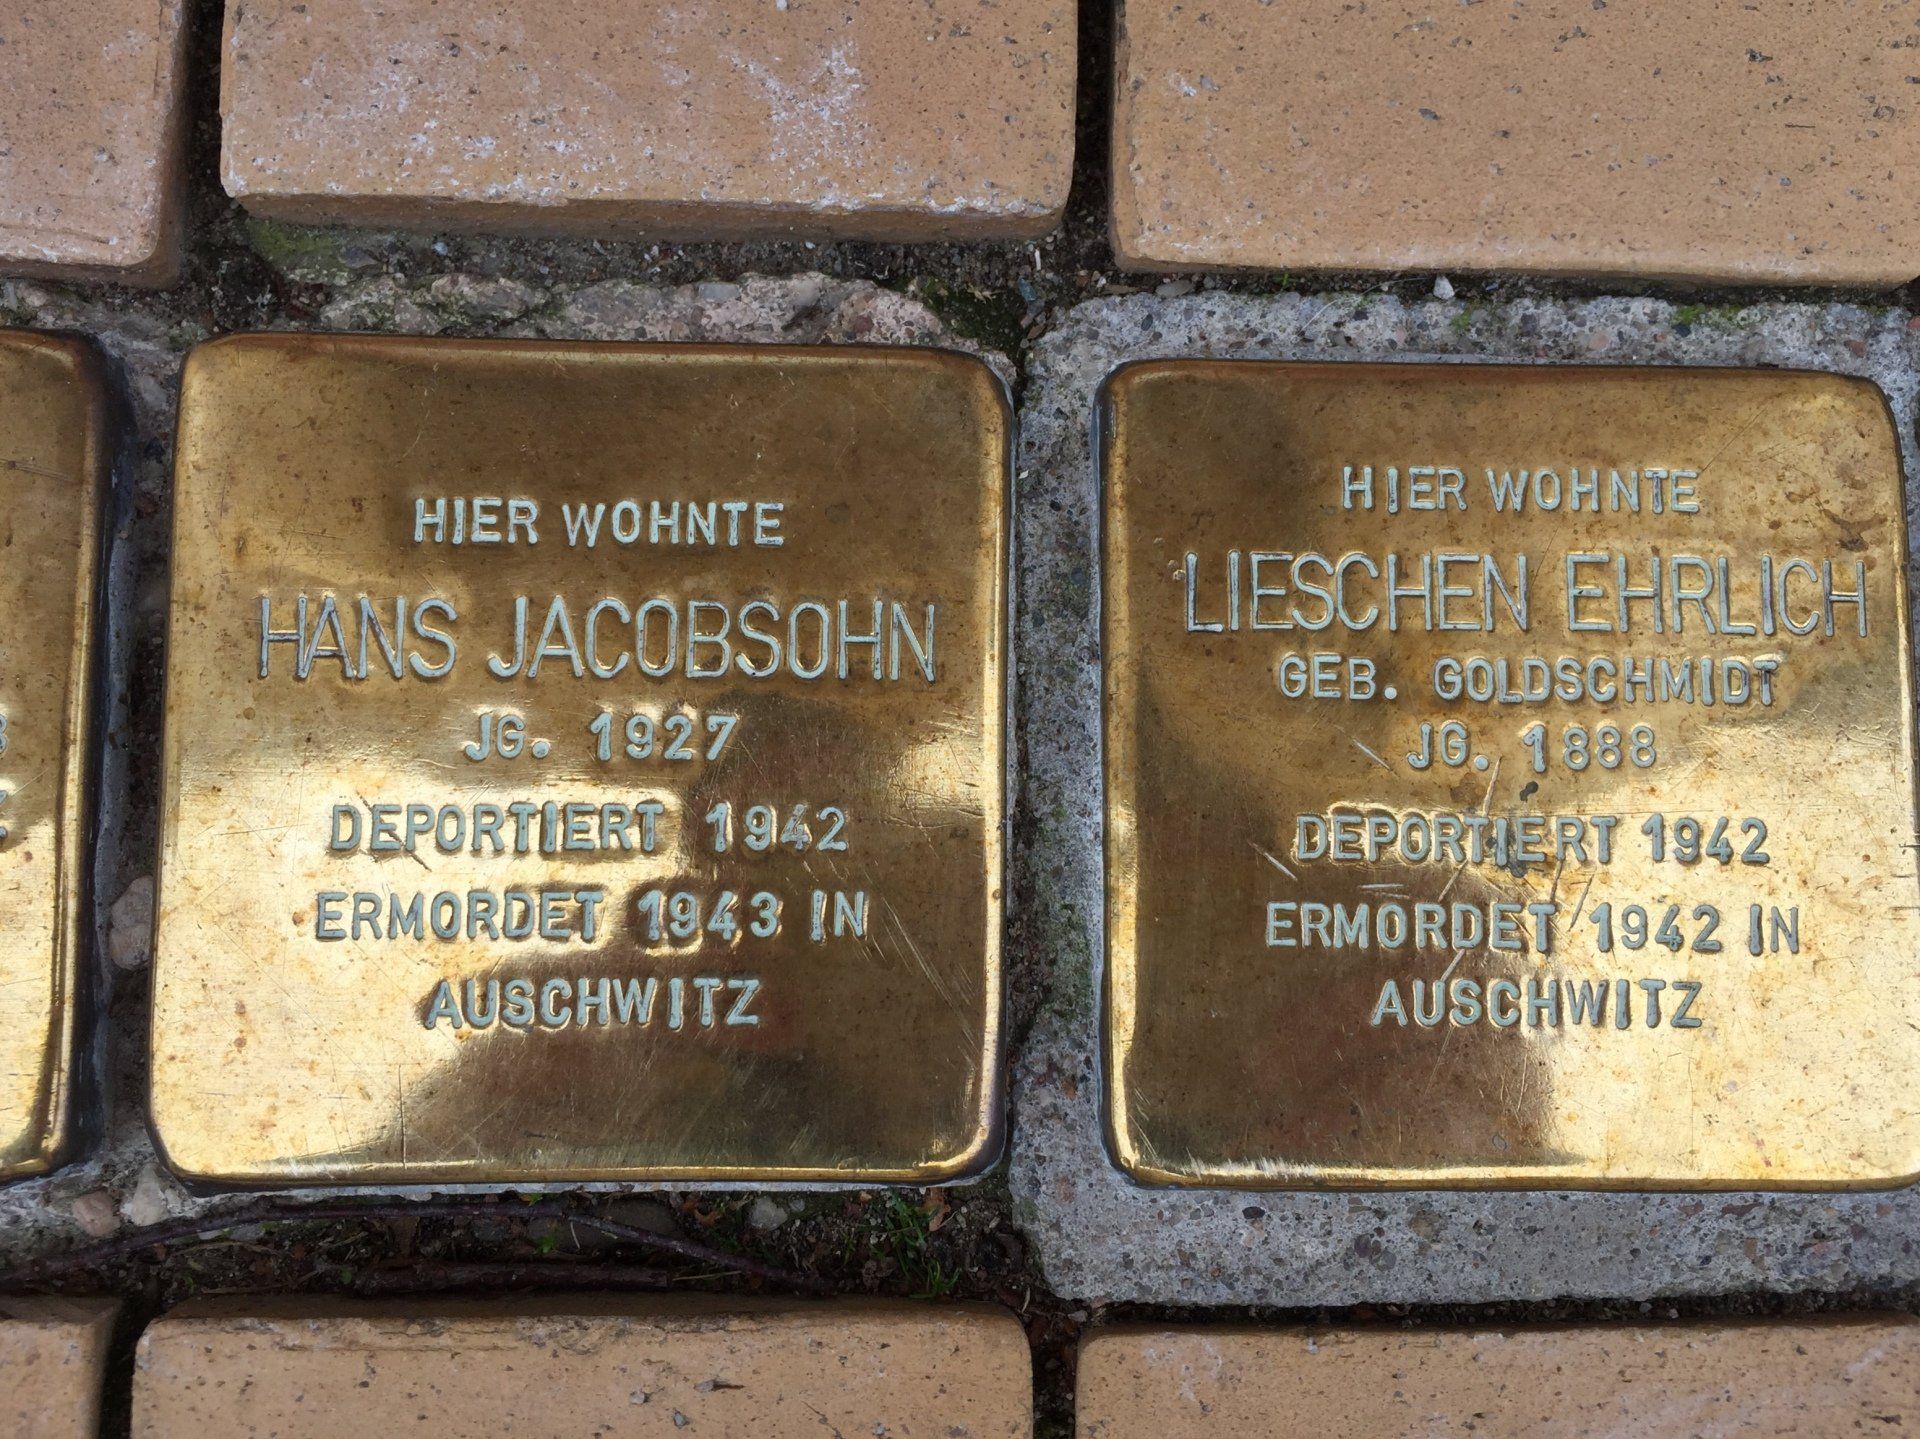 HIER WOHNTE
HANS JACOBSOHN
JG. 1927
DEPORTIERT 1942
ERMORDET 1943 IN
AUSCHWITZ
HIER WOHNTE
LIESCHEN EHRLICH
GEB. GOLDSCHMIDT
JG. 1888
DEPORTIERT 1942
ERMORDET 1942 IN
AUSCHWITZ